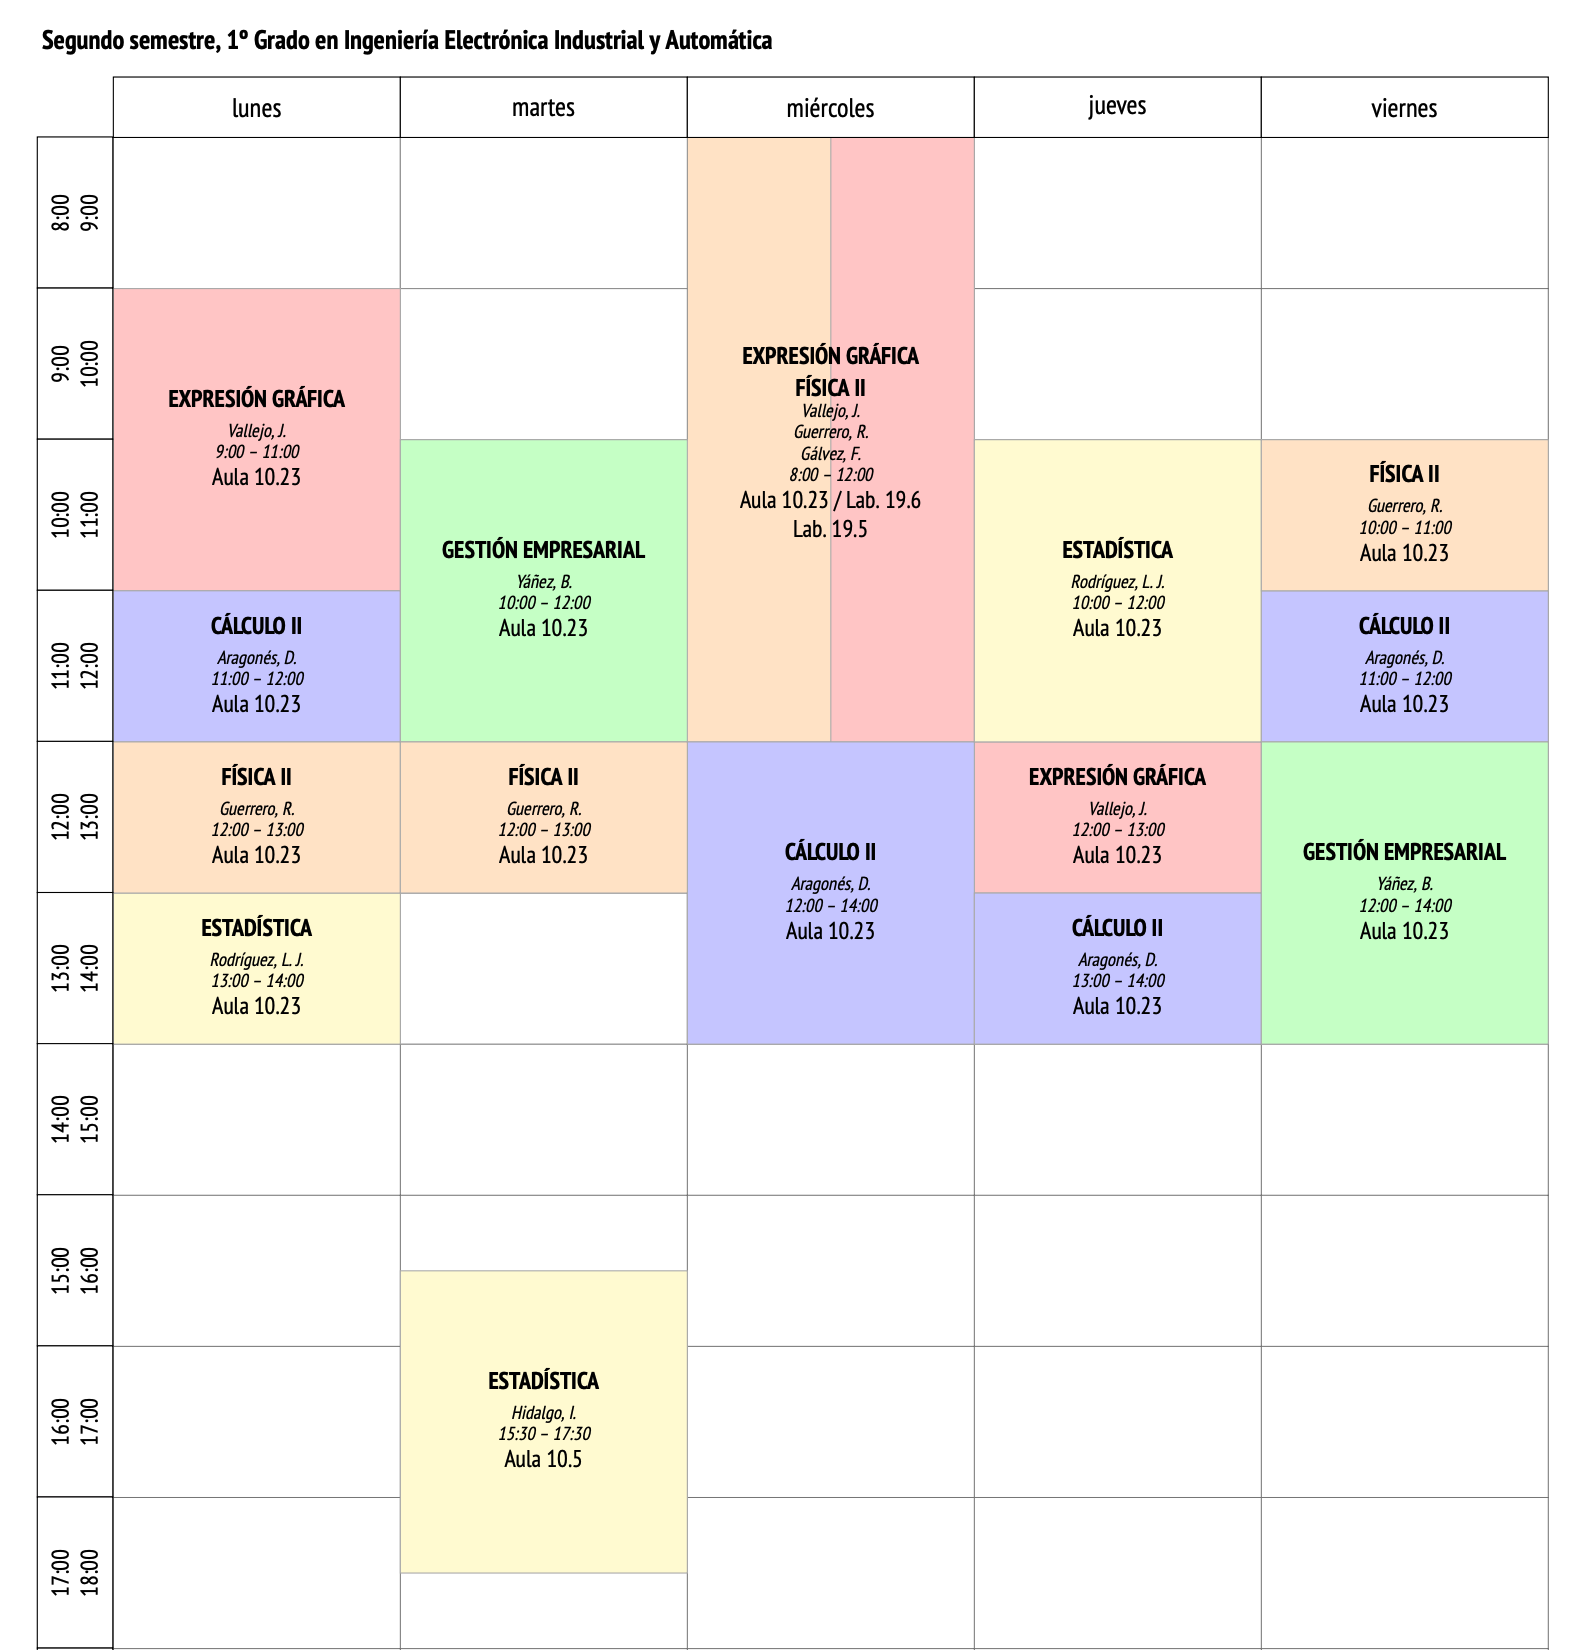 Segundo semestre, 1º Grado en Ingeniería Electrónica Industrial y Automática
lunes
martes
miércoles
jueves
viernes
8:00
9:00
9:00
10:00
10:00
11:00
11:00
12:00
12:00
13:00
13:00
14:00
14:00
15:00
15:00
16:00
16:00
17:00
17:00
18:00
EXPRESIÓN GRÁFICA
Vallejo, J.
9:00 – 11:00
Aula 10.23
CÁLCULO II
Aragonés, D.
11:00 – 12:00
Aula 10.23
FÍSICA II
Guerrero, R.
12:00 – 13:00
Aula 10.23
ESTADÍSTICA
Rodríguez, L. J.
13:00 – 14:00
Aula 10.23
GESTIÓN EMPRESARIAL
Yáñez, B.
10:00 – 12:00
Aula 10.23
FÍSICA II
Guerrero, R.
12:00 – 13:00
Aula 10.23
ESTADÍSTICA
Hidalgo, I.
15:30 – 17:30
Aula 10.5
EXPRESIÓN GRÁFICA
FÍSICA II
Vallejo, J.
Guerrero, R.
Gálvez, F.
8:00 – 12:00
Aula 10.23 / Lab. 19.6
Lab. 19.5
CÁLCULO II
Aragonés, D.
12:00 – 14:00
Aula 10.23
ESTADÍSTICA
Rodríguez, L. J.
10:00 – 12:00
Aula 10.23
EXPRESIÓN GRÁFICA
Vallejo, J.
12:00 – 13:00
Aula 10.23
CÁLCULO II
Aragonés, D.
13:00 – 14:00
Aula 10.23
FÍSICA II
Guerrero, R.
10:00 – 11:00
Aula 10.23
CÁLCULO II
Aragonés, D.
11:00 – 12:00
Aula 10.23
GESTIÓN EMPRESARIAL
Yáñez, B.
12:00 – 14:00
Aula 10.23